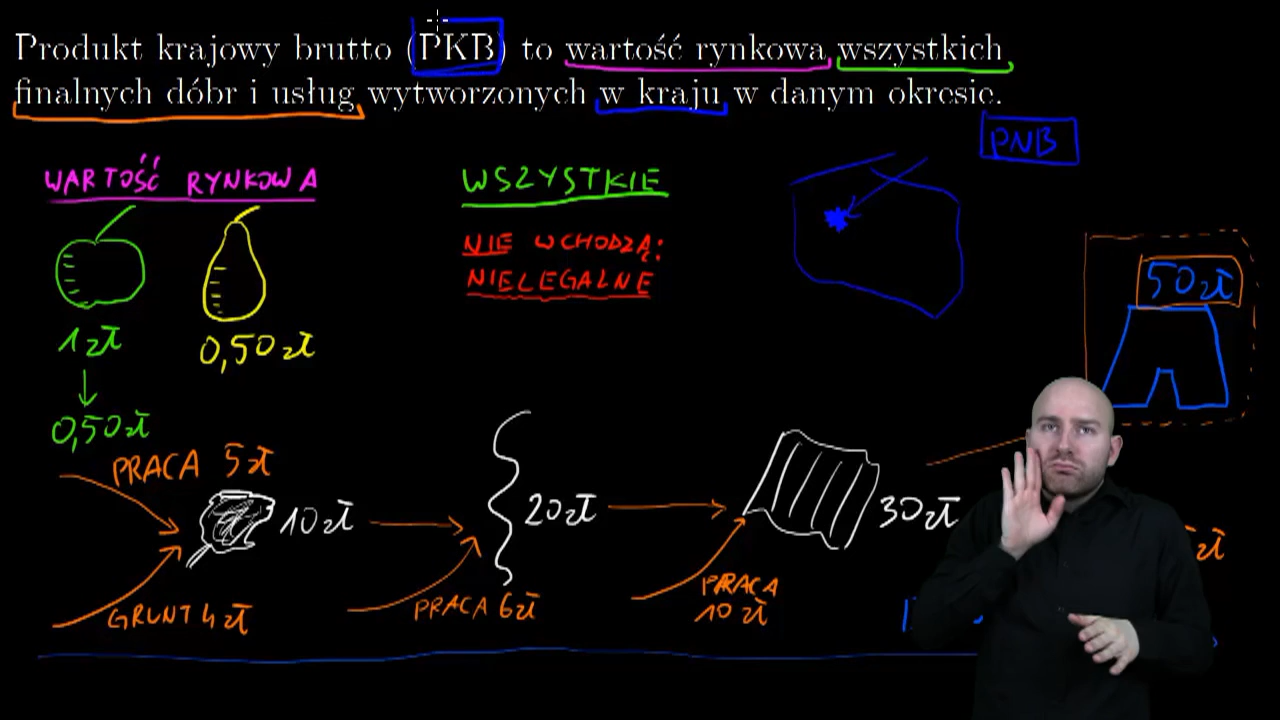 Produkt krajowy brutto (PKB) to wartość rynkowa wszystkich
finalnych dóbr i usług wytworzonych w kraju w danym okresie.
PNB
WARTOŚĆ RYNKOWA
WSZYSTKIE
NIE WCHODZĄ:
NIELEGALNE
50 zł
1 zł
0,50 zł
0,50 zł
PRACA 5 zł
10 zł
20 zł
30 zł
zł
GRUNT 4 zł
PRACA 6 zł
PRACA
10 zł